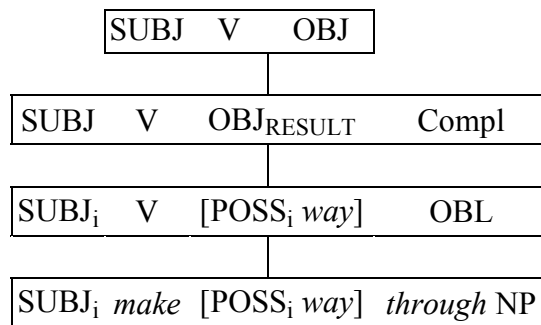 SUBJ V OBJ
SUBJ V OBJRESULT Compl
SUBJi V [POSSi way] OBL
SUBJi make [POSSi way] through NP